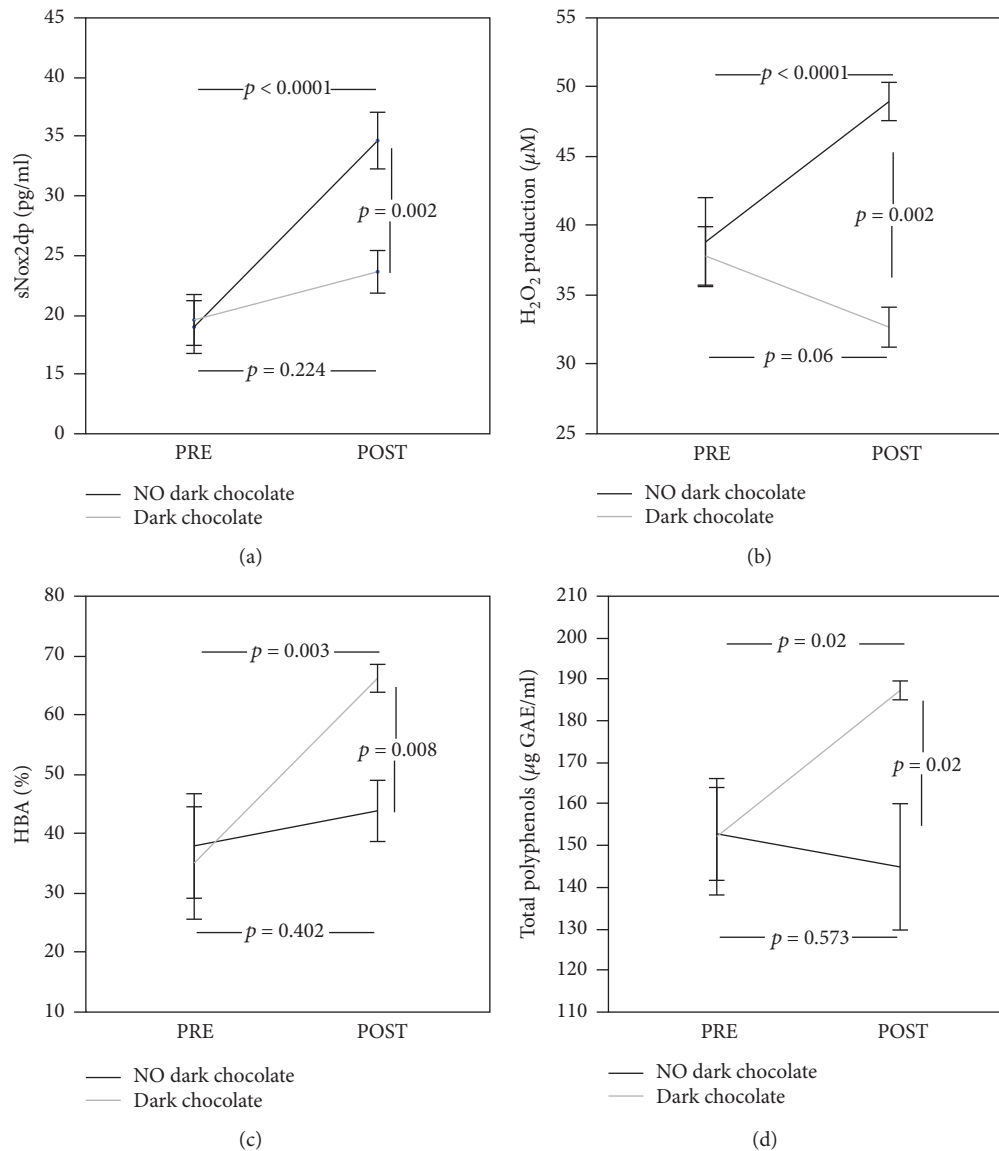 45
40
35
30
25
20
15
0
sNox2dp (pg/ml)
p < 0.0001
p = 0.002
p = 0.224
PRE POST
NO dark chocolate
Dark chocolate
(a)
55
50
45
40
35
30
25
H₂O₂ production (μM)
p < 0.0001
p = 0.002
p = 0.06
PRE POST
NO dark chocolate
Dark chocolate
(b)
80
70
60
50
40
30
20
10
HBA (%)
p = 0.003
p = 0.008
p = 0.402
PRE POST
NO dark chocolate
Dark chocolate
(c)
210
200
190
180
170
160
150
140
130
120
110
Total polyphenols (μg GAE/ml)
p = 0.02
p = 0.02
p = 0.573
PRE POST
NO dark chocolate
Dark chocolate
(d)